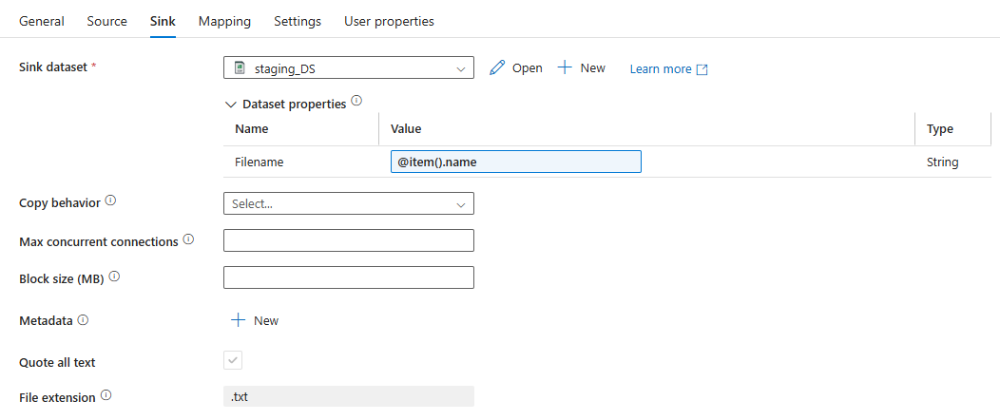 General Source Sink Mapping Settings User properties
Sink dataset * staging_DS Open New Learn more
Dataset properties
Name Value Type
Filename @item().name String
Copy behavior Select...
Max concurrent connections
Block size (MB)
Metadata New
Quote all text
File extension .txt